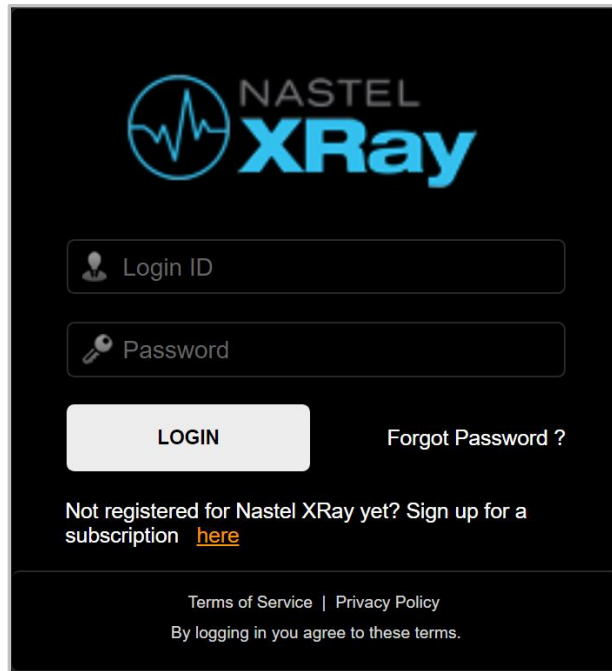 NASTEL
XRay
Login ID
Password
LOGIN
Forgot Password ?
Not registered for Nastel XRay yet? Sign up for a
subscription here
Terms of Service | Privacy Policy
By logging in you agree to these terms.